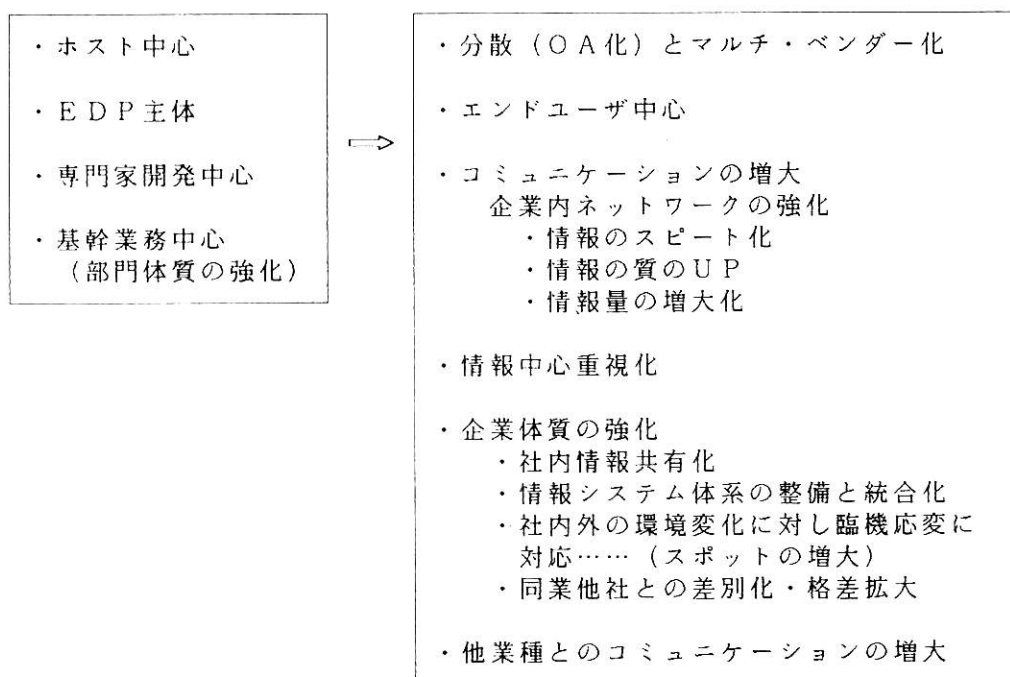 ・ホスト中心
・ＥＤＰ主体
・専門家開発中心
・基幹業務中心
（部門体質の強化）
⇨
・分散（ＯＡ化）とマルチ・ベンダー化
・エンドユーザ中心
・コミュニケーションの増大
企業内ネットワークの強化
・情報のスピート化
・情報の質のＵＰ
・情報量の増大化
・情報中心重視化
・企業体質の強化
・社内情報共有化
・情報システム体系の整備と統合化
・社内外の環境変化に対し臨機応変に
対応……（スポットの増大）
・同業他社との差別化・格差拡大
・他業種とのコミュニケーションの増大